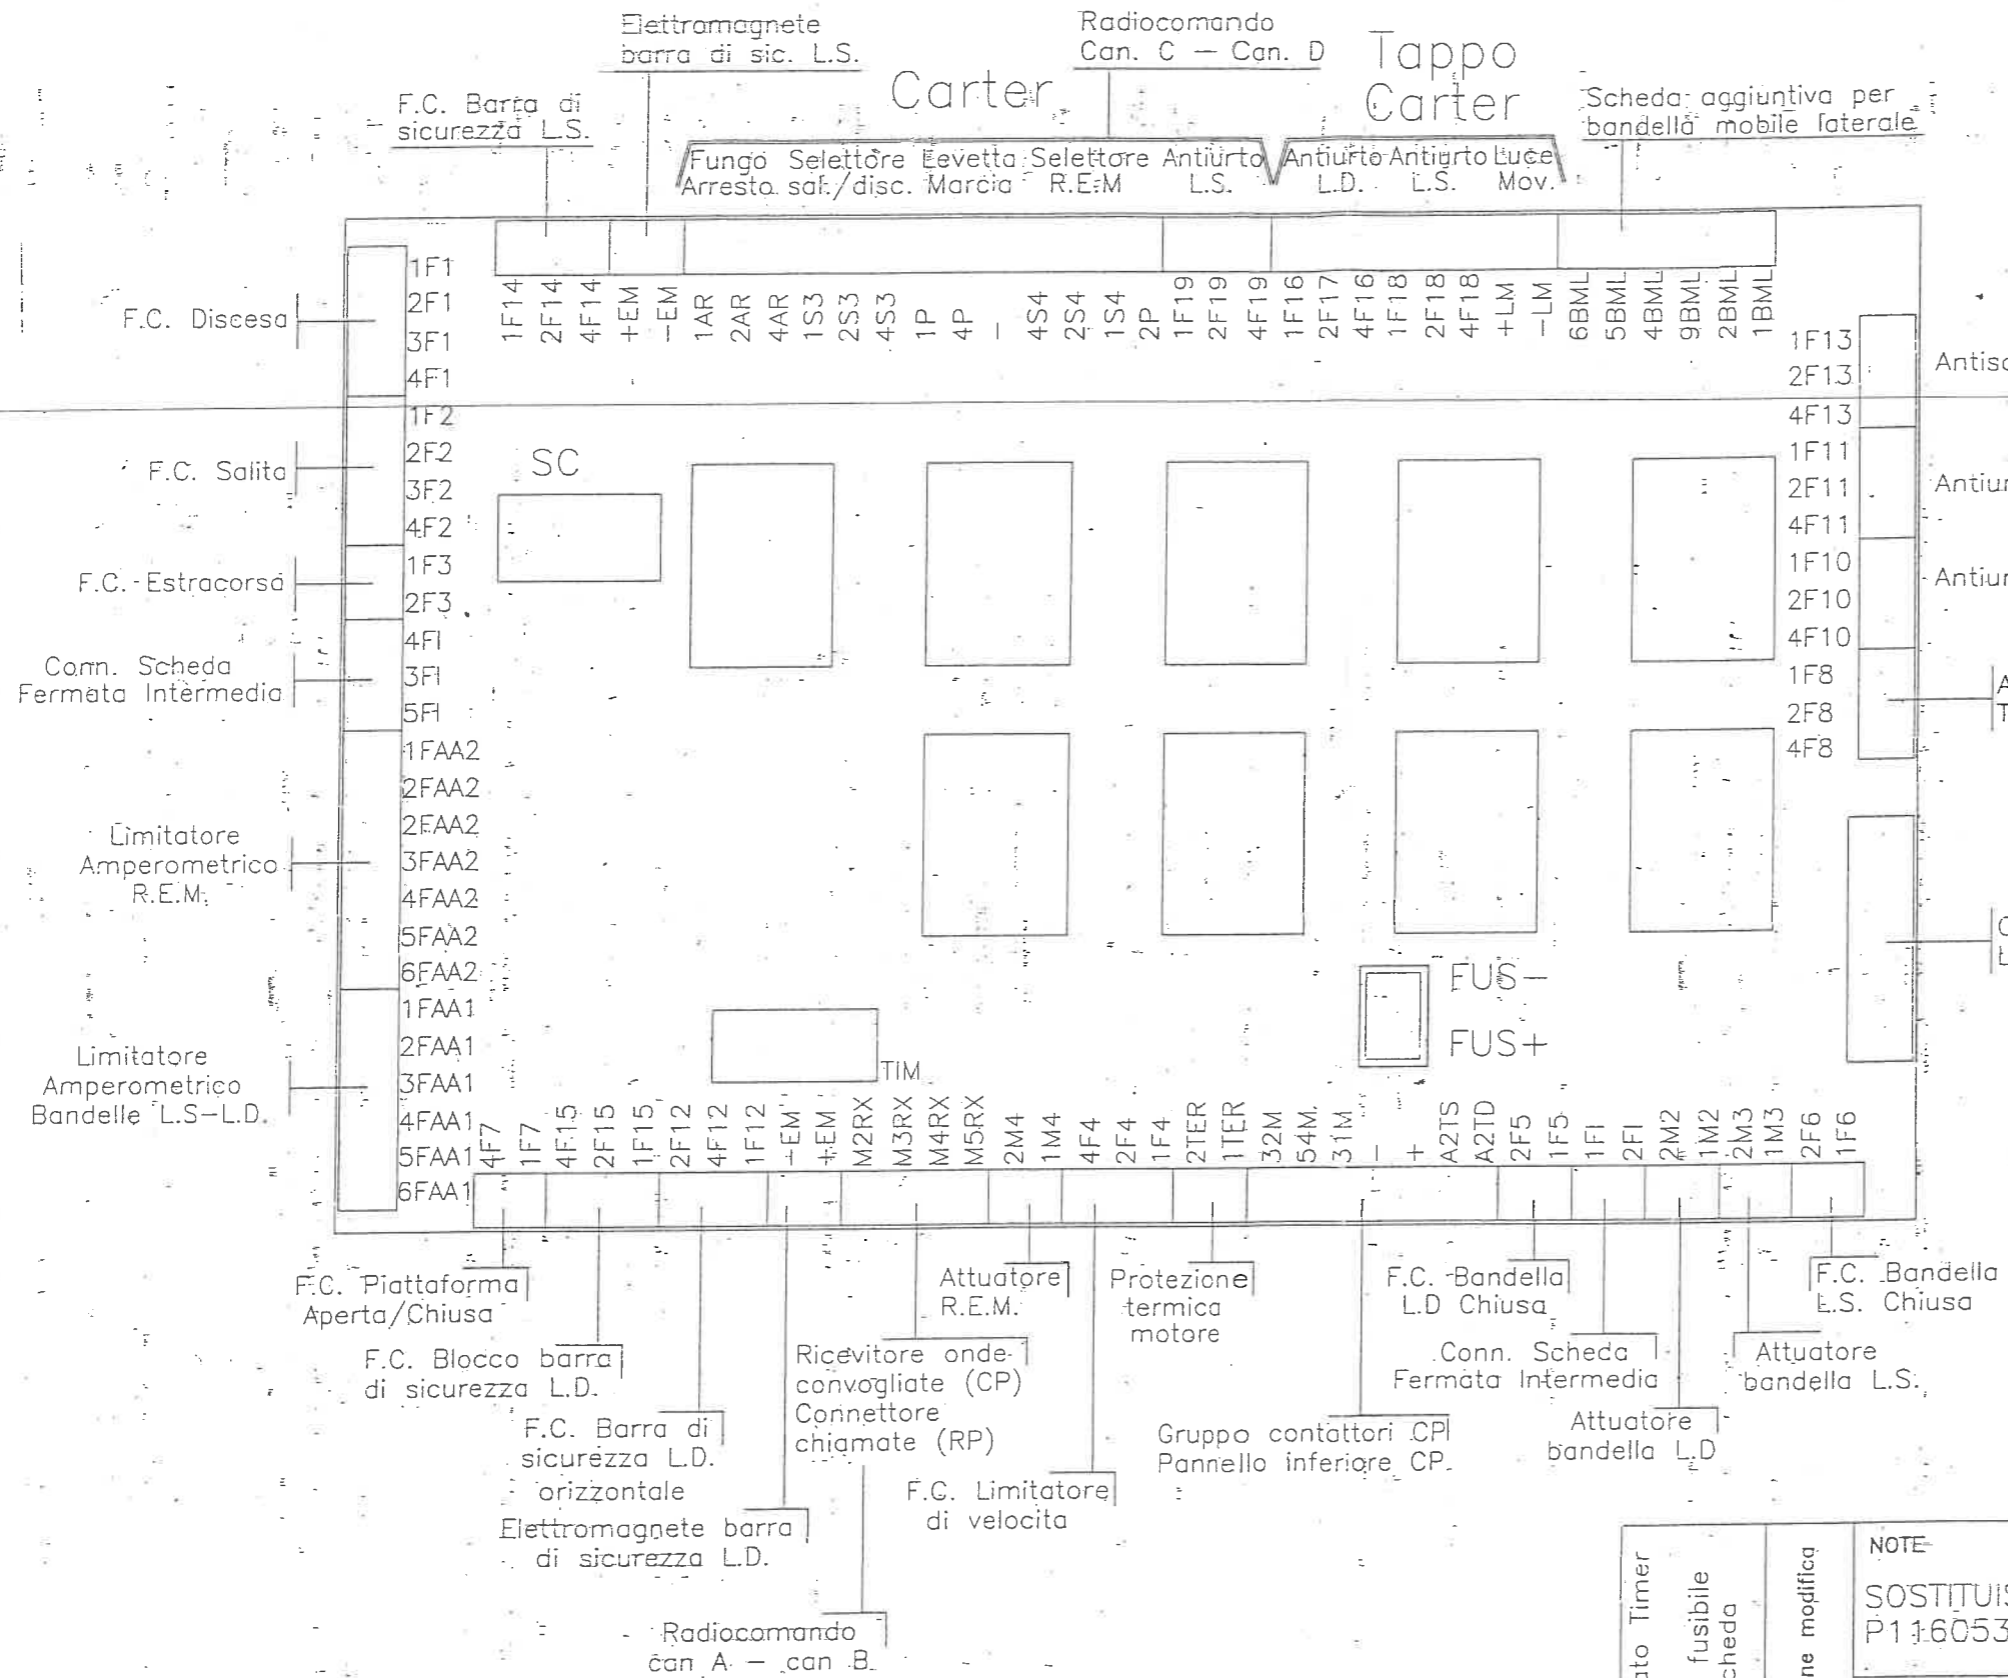 Elettromagnete
barra di sic. L.S.
Radiocomando
Can. C — Can. D
Carter
Tappo
Carter
F.C. Barra di
sicurezza L.S.
Scheda aggiuntiva per
bandella mobile laterale
Fungo Selettore Levetta Selettore Antiurto
Arresto sal./disc. Marcia R.E.M L.S.
Antiurto Antiurto Luce
L.D. L.S. Mov.
1F14
2F14
4F14
+EM
−EM
1AR
2AR
4AR
1S3
2S3
4S3
1P
4P
−
4S4
2S4
1S4
2P
1F19
2F19
4F19
1F16
2F17
4F16
1F18
2F18
4F18
+LM
−LM
6BML
5BML
4BML
9BML
2BML
1BML
F.C. Discesa
1F1
2F1
3F1
4F1
F.C. Salita
1F2
2F2
3F2
4F2
F.C. Estracorsa
1F3
2F3
Conn. Scheda
Fermata Intermedia
4FI
3FI
5FI
Limitatore
Amperometrico
R.E.M.
1FAA2
2FAA2
2FAA2
3FAA2
4FAA2
5FAA2
6FAA2
Limitatore
Amperometrico
Bandelle L.S-L.D.
1FAA1
2FAA1
3FAA1
4FAA1
5FAA1
6FAA1
SC
TIM
FUS−
FUS+
1F13
2F13
4F13
1F11
2F11
4F11
1F10
2F10
4F10
1F8
2F8
4F8
4F7
1F7
4F15
2F15
1F15
2F12
4F12
1F12
+EM
M2RX
M3RX
M4RX
M5RX
2M4
1M4
4F4
2F4
1F4
2TER
1TER
32M
54M
31M
−
+
A2TS
A2TD
2F5
1F5
1FI
2FI
2M2
1M2
2M3
1M3
2F6
1F6
F.C. Piattaforma
Aperta/Chiusa
F.C. Blocco barra
di sicurezza L.D.
F.C. Barra di
sicurezza L.D.
orizzontale
Elettromagnete barra
di sicurezza L.D.
Radiocomando
can A — can B
Ricevitore onde
convogliate (CP)
Connettore
chiamate (RP)
Attuatore
R.E.M.
F.C. Limitatore
di velocita
Protezione
termica
motore
Gruppo contattori CP
Pannello inferiore CP
F.C. Bandella
L.D Chiusa
Conn. Scheda
Fermata Intermedia
Attuatore
bandella L.D
Attuatore
bandella L.S.
F.C. Bandella
L.S. Chiusa
Timer
fusibile
modifica
NOTE